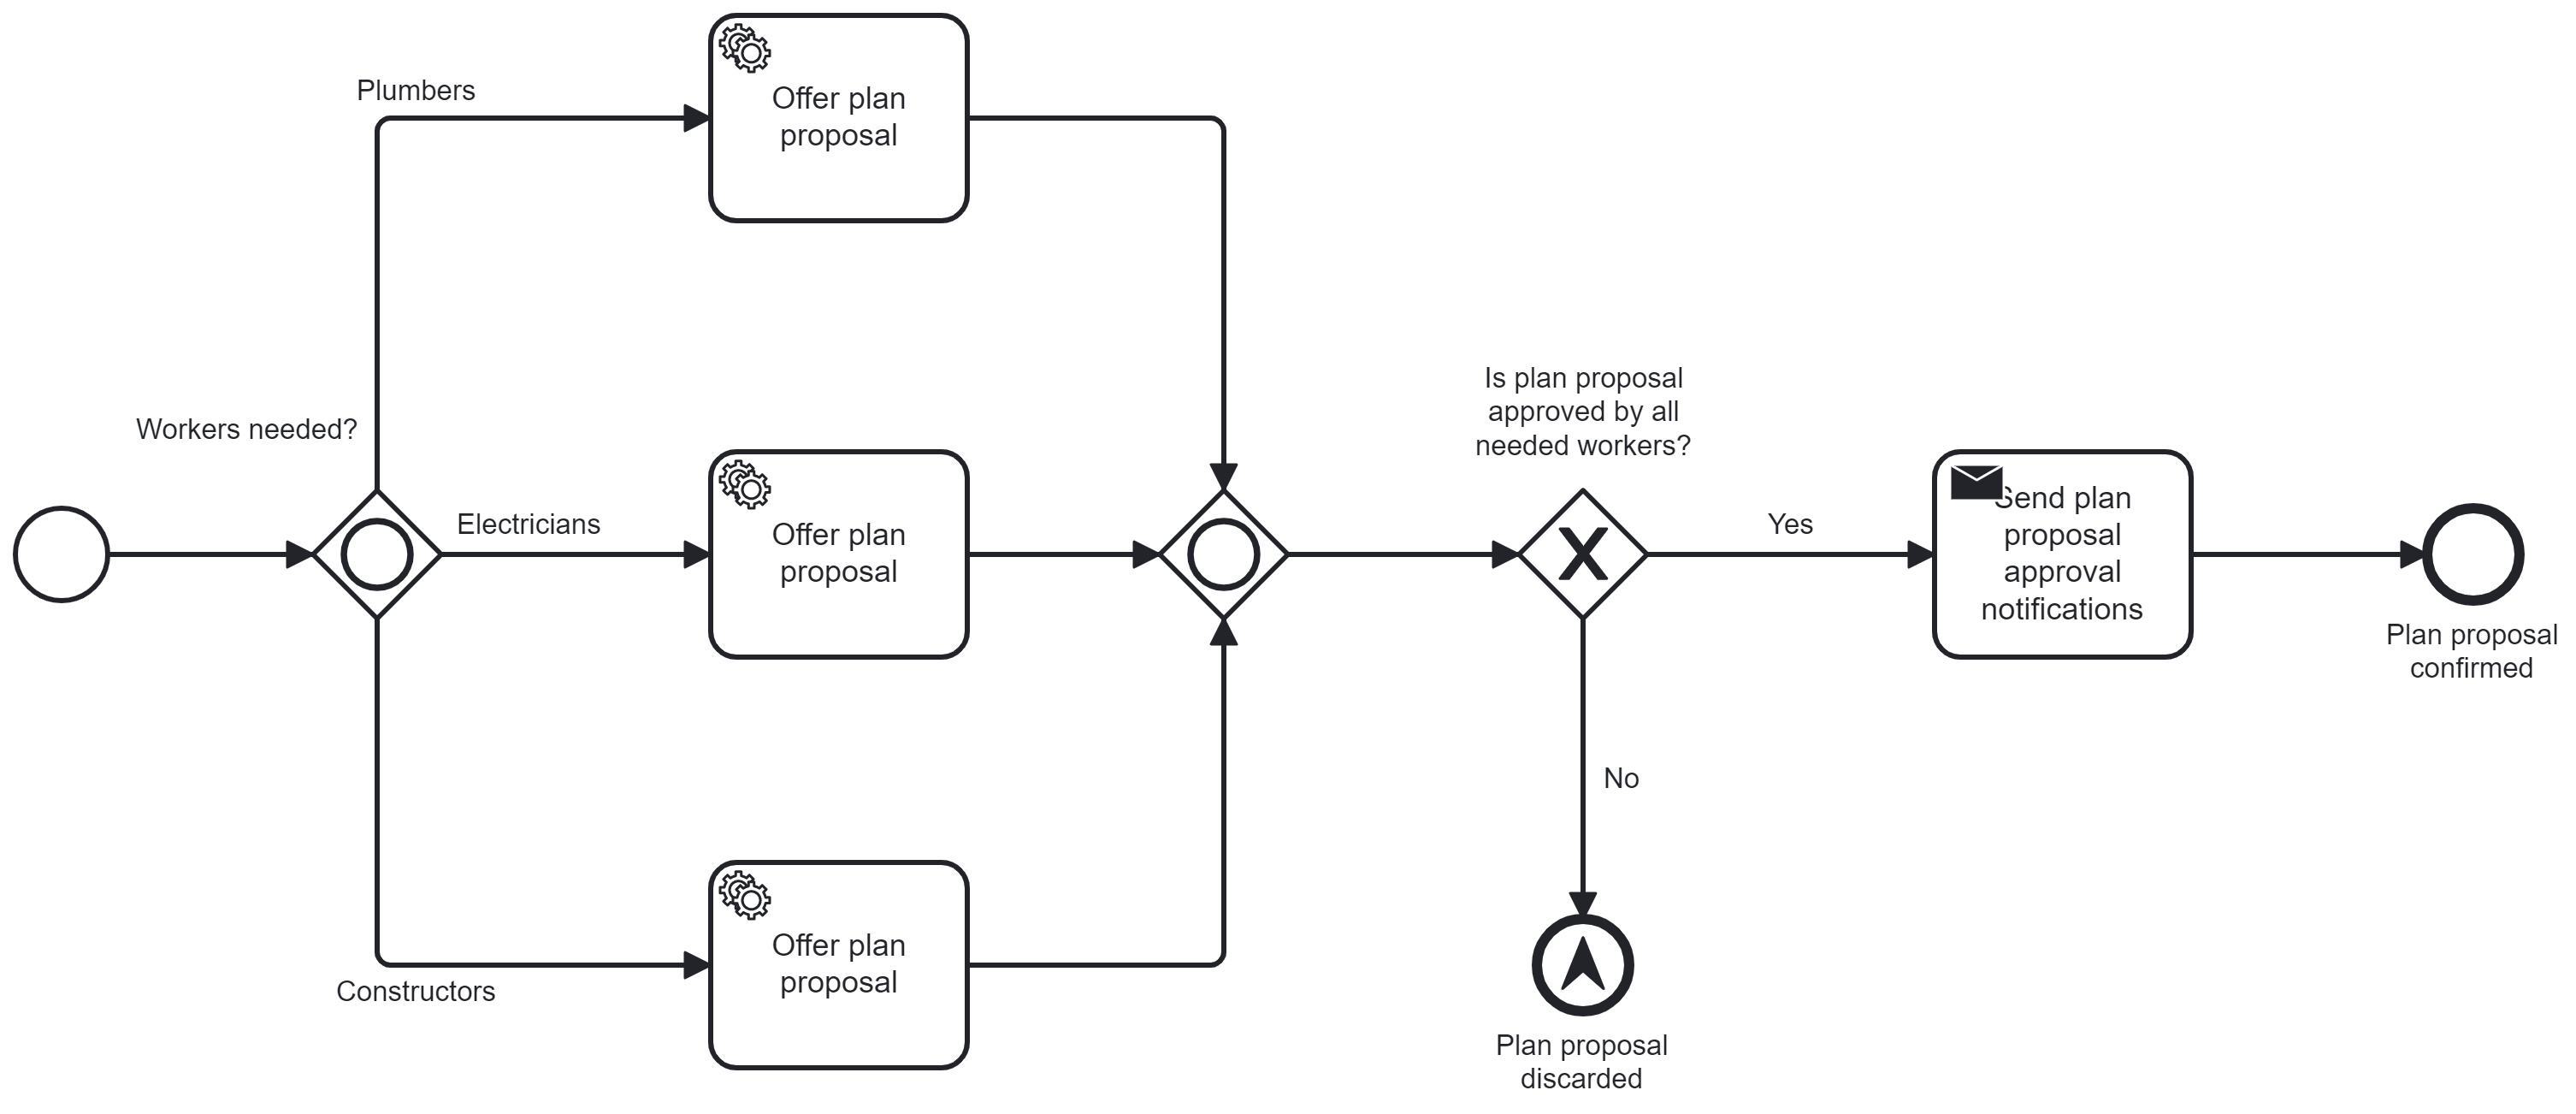 Plumbers
Offer plan
proposal
Workers needed?
Electricians
Offer plan
proposal
Constructors
Offer plan
proposal
Is plan proposal
approved by all
needed workers?
Yes
No
Plan proposal
discarded
Send plan
proposal
approval
notifications
Plan proposal
confirmed